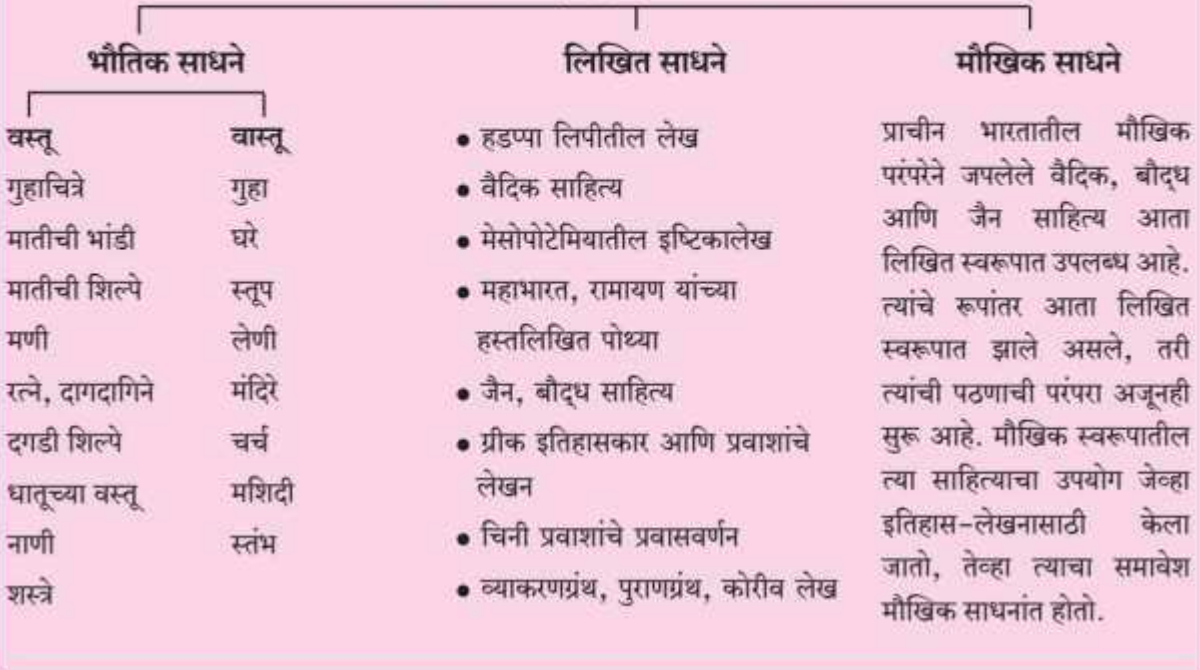 भौतिक साधने
वस्तू
गुहाचित्रे
मातीची भांडी
मातीची शिल्पे
मणी
रत्ने, दागदागिने
दगडी शिल्पे
धातूच्या वस्तू
नाणी
शस्त्रे
वास्तू
गुहा
घरे
स्तूप
लेणी
मंदिरे
चर्च
मशिदी
स्तंभ
लिखित साधने
● हडप्पा लिपीतील लेख
● वैदिक साहित्य
● मेसोपोटेमियातील इष्टिकालेख
● महाभारत, रामायण यांच्या
हस्तलिखित पोथ्या
● जैन, बौद्ध साहित्य
● ग्रीक इतिहासकार आणि प्रवाशांचे
लेखन
● चिनी प्रवाशांचे प्रवासवर्णन
● व्याकरणग्रंथ, पुराणग्रंथ, कोरीव लेख
मौखिक साधने
प्राचीन भारतातील मौखिक
परंपरेने जपलेले वैदिक, बौद्ध
आणि जैन साहित्य आता
लिखित स्वरूपात उपलब्ध आहे.
त्यांचे रूपांतर आता लिखित
स्वरूपात झाले असले, तरी
त्यांची पठणाची परंपरा अजूनही
सुरू आहे. मौखिक स्वरूपातील
त्या साहित्याचा उपयोग जेव्हा
इतिहास-लेखनासाठी केला
जातो, तेव्हा त्याचा समावेश
मौखिक साधनांत होतो.